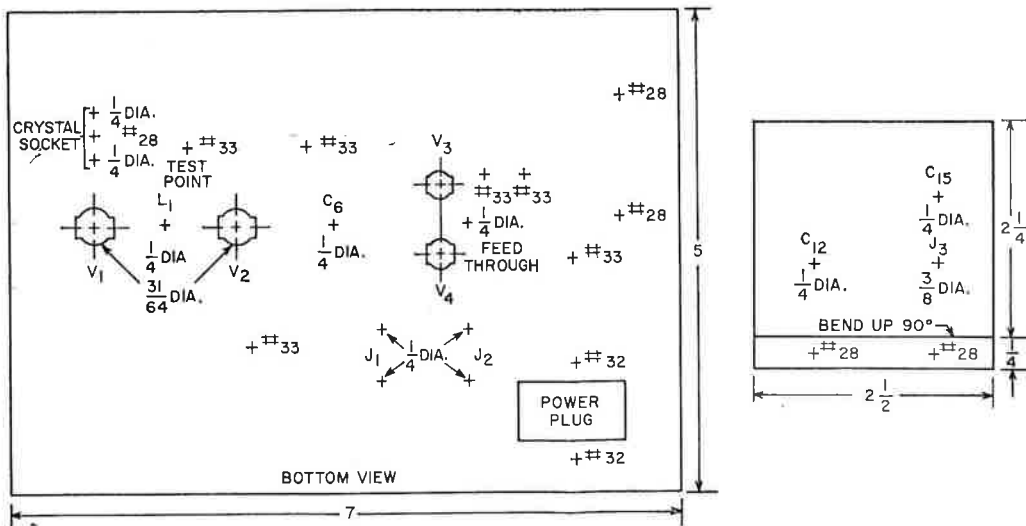 CRYSTAL SOCKET
1/4 DIA.
#28
1/4 DIA.
#33
#33
#28
TEST POINT
L1
1/4 DIA
V1
V2
31/64 DIA.
C6
1/4 DIA.
V3
#33 #33
1/4 DIA.
FEED THROUGH
V4
#28
#33
#33
J1
1/4 DIA.
J2
#32
POWER PLUG
#32
BOTTOM VIEW
7
5
C15
1/4 DIA.
C12
1/4 DIA.
J3
3/8 DIA.
BEND UP 90°
#28
#28
2 1/2
2 1/4
1/4